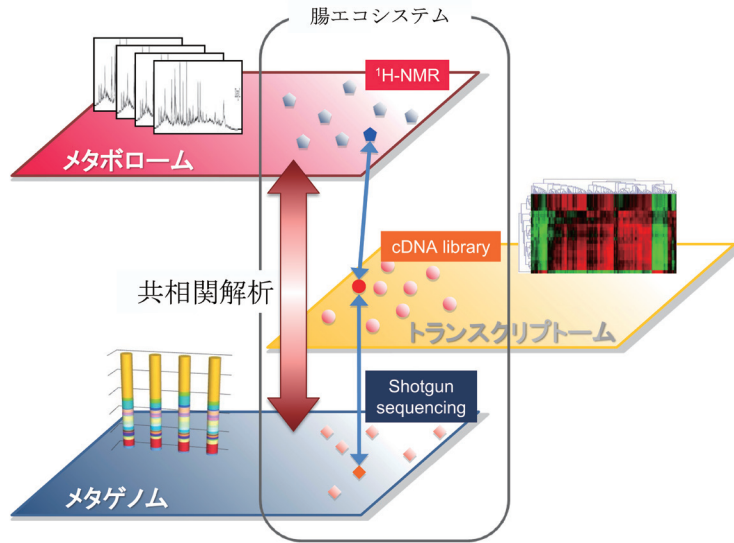 腸エコシステム
¹H-NMR
メタボローム
cDNA library
共相関解析
トランスクリプトーム
Shotgun
sequencing
メタゲノム